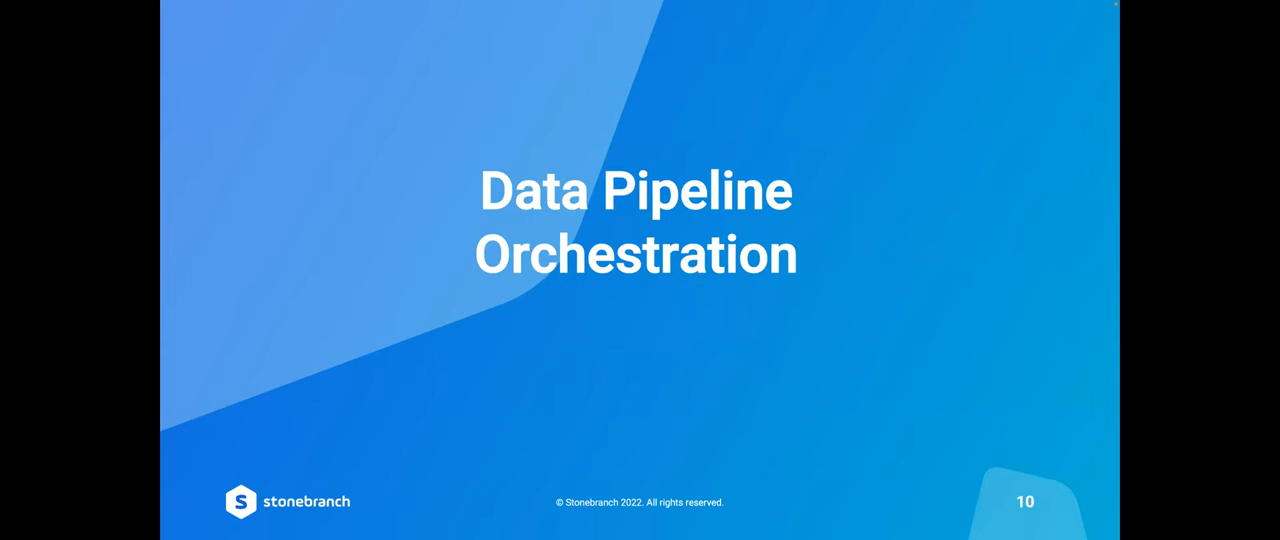 Data Pipeline
Orchestration
stonebranch
© Stonebranch 2022. All rights reserved.
10